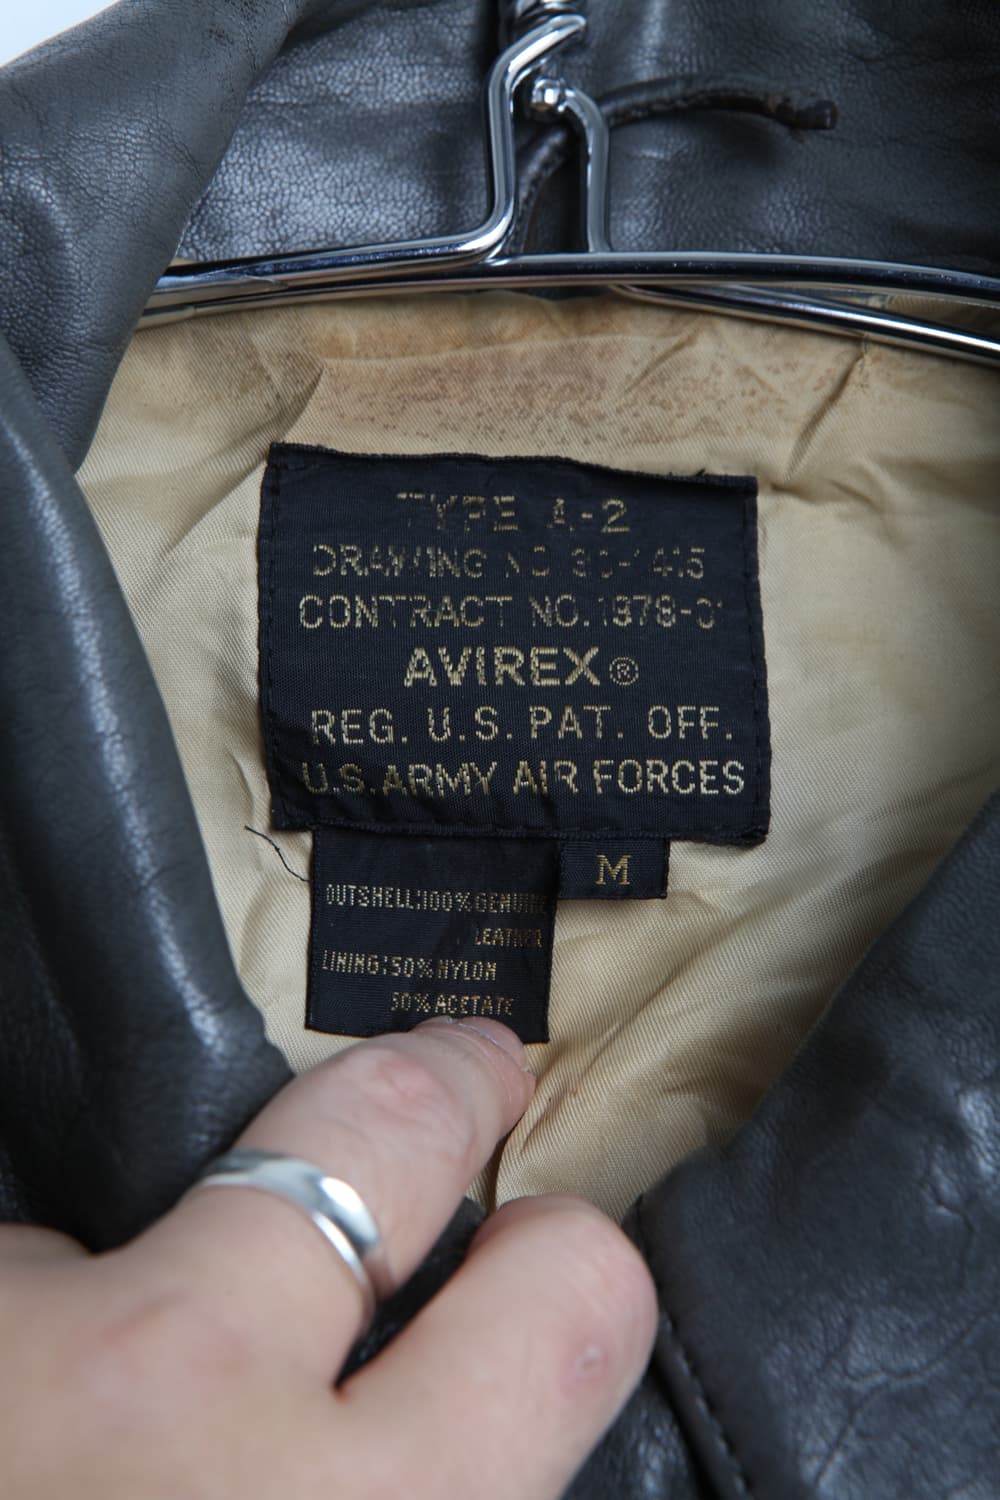 TYPE A-2
DRAWING NO 30-1415
CONTRACT NO. 1978-01
AVIREX®
REG. U.S. PAT. OFF.
U.S. ARMY AIR FORCES
M
OUTSHELL:100%GENUINE
LEATHER
LINING:50%NYLON
50%ACETATE